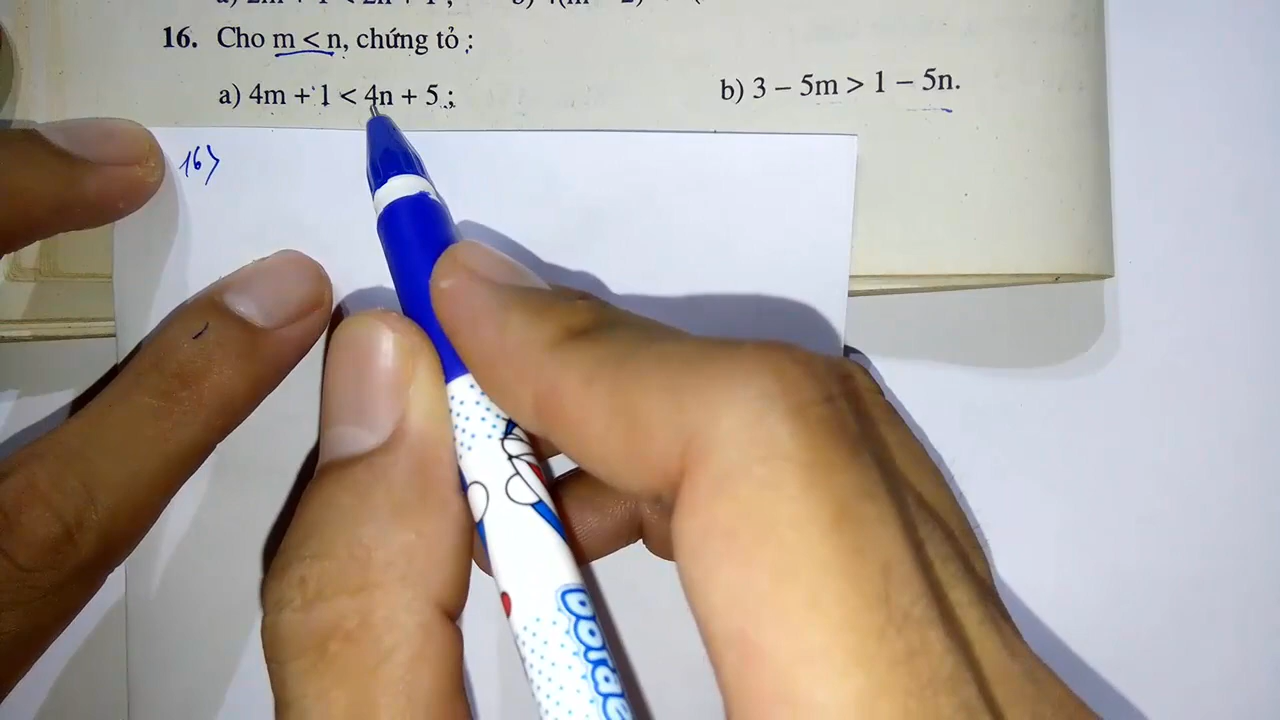 16. Cho m < n, chứng tỏ :
a) 4m + 1 < 4n + 5 ; b) 3 – 5m > 1 – 5n.
16)